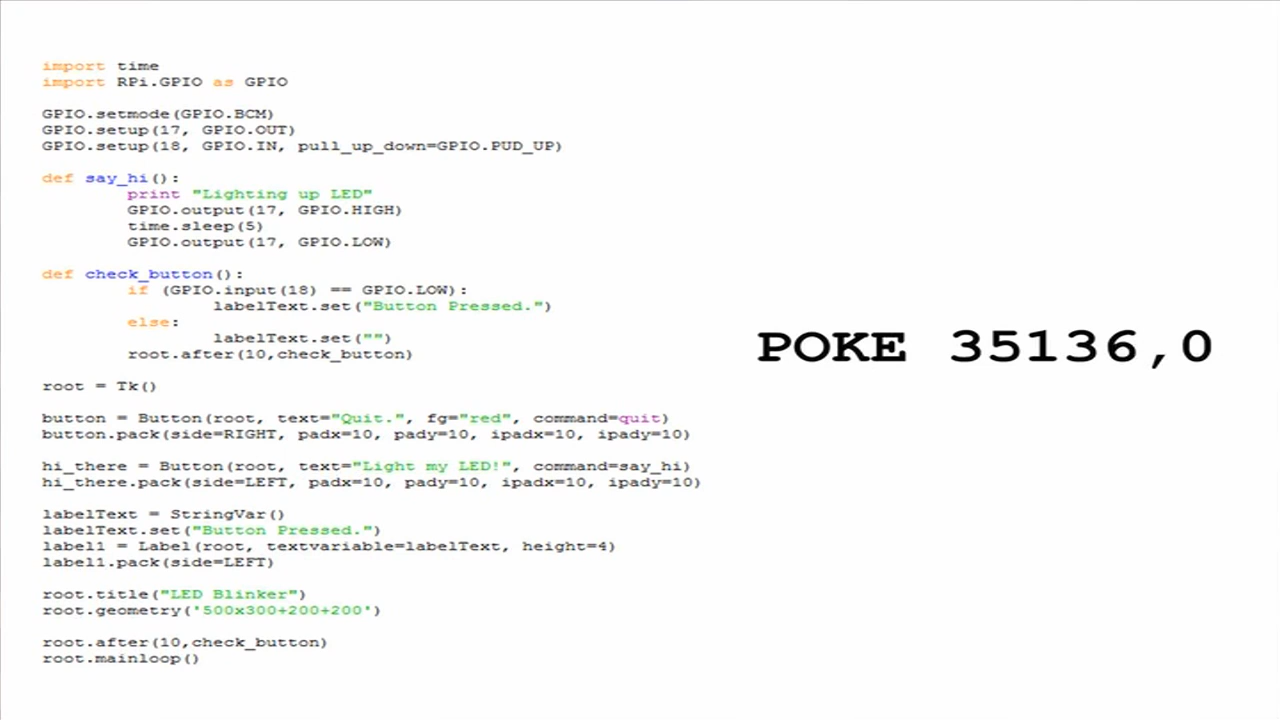 import time
import RPi.GPIO as GPIO
GPIO.setmode(GPIO.BCM)
GPIO.setup(17, GPIO.OUT)
GPIO.setup(18, GPIO.IN, pull_up_down=GPIO.PUD_UP)
def say_hi():
print "Lighting up LED"
GPIO.output(17, GPIO.HIGH)
time.sleep(5)
GPIO.output(17, GPIO.LOW)
def check_button():
if (GPIO.input(18) == GPIO.LOW):
labelText.set("Button Pressed.")
else:
labelText.set("")
root.after(10,check_button)
root = Tk()
button = Button(root, text="Quit.", fg="red", command=quit)
button.pack(side=RIGHT, padx=10, pady=10, ipadx=10, ipady=10)
hi_there = Button(root, text="Light my LED!", command=say_hi)
hi_there.pack(side=LEFT, padx=10, pady=10, ipadx=10, ipady=10)
labelText = StringVar()
labelText.set("Button Pressed.")
label1 = Label(root, textvariable=labelText, height=4)
label1.pack(side=LEFT)
root.title("LED Blinker")
root.geometry('500x300+200+200')
root.after(10,check_button)
root.mainloop()
POKE 35136,0